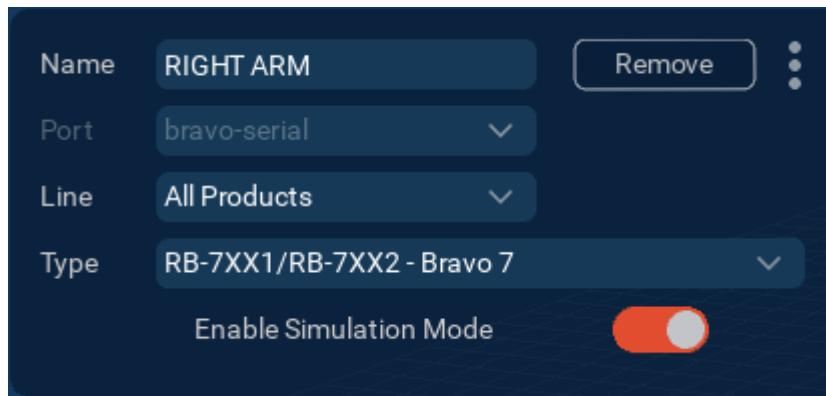 Name RIGHT ARM Remove
Port bravo-serial
Line All Products
Type RB-7XX1/RB-7XX2 - Bravo 7
Enable Simulation Mode